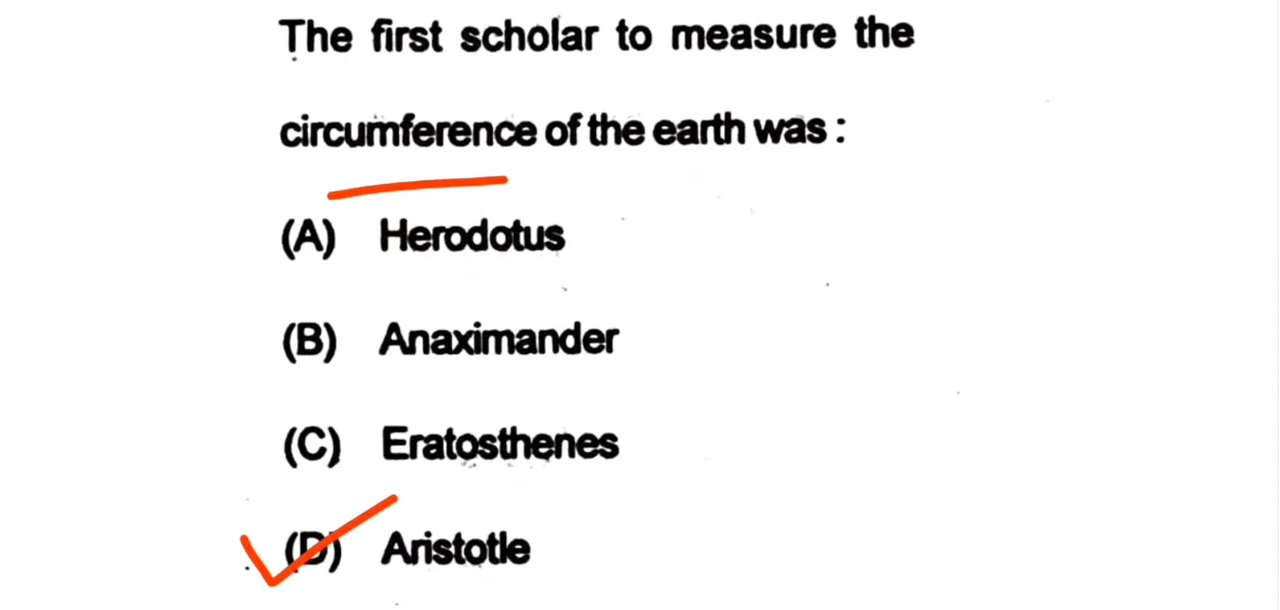 The first scholar to measure the
circumference of the earth was :
(A) Herodotus
(B) Anaximander
(C) Eratosthenes
(D) Aristotle